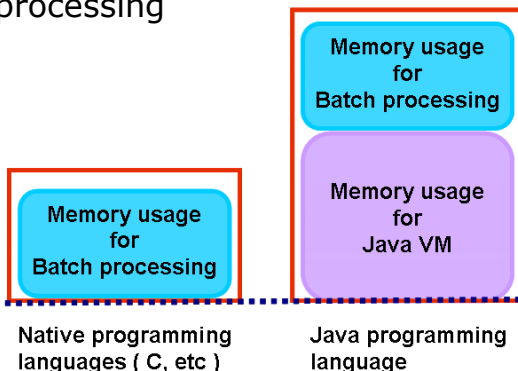 processing
Memory usage
for
Batch processing
Memory usage
for
Java VM
Memory usage
for
Batch processing
Native programming
languages ( C, etc )
Java programming
language